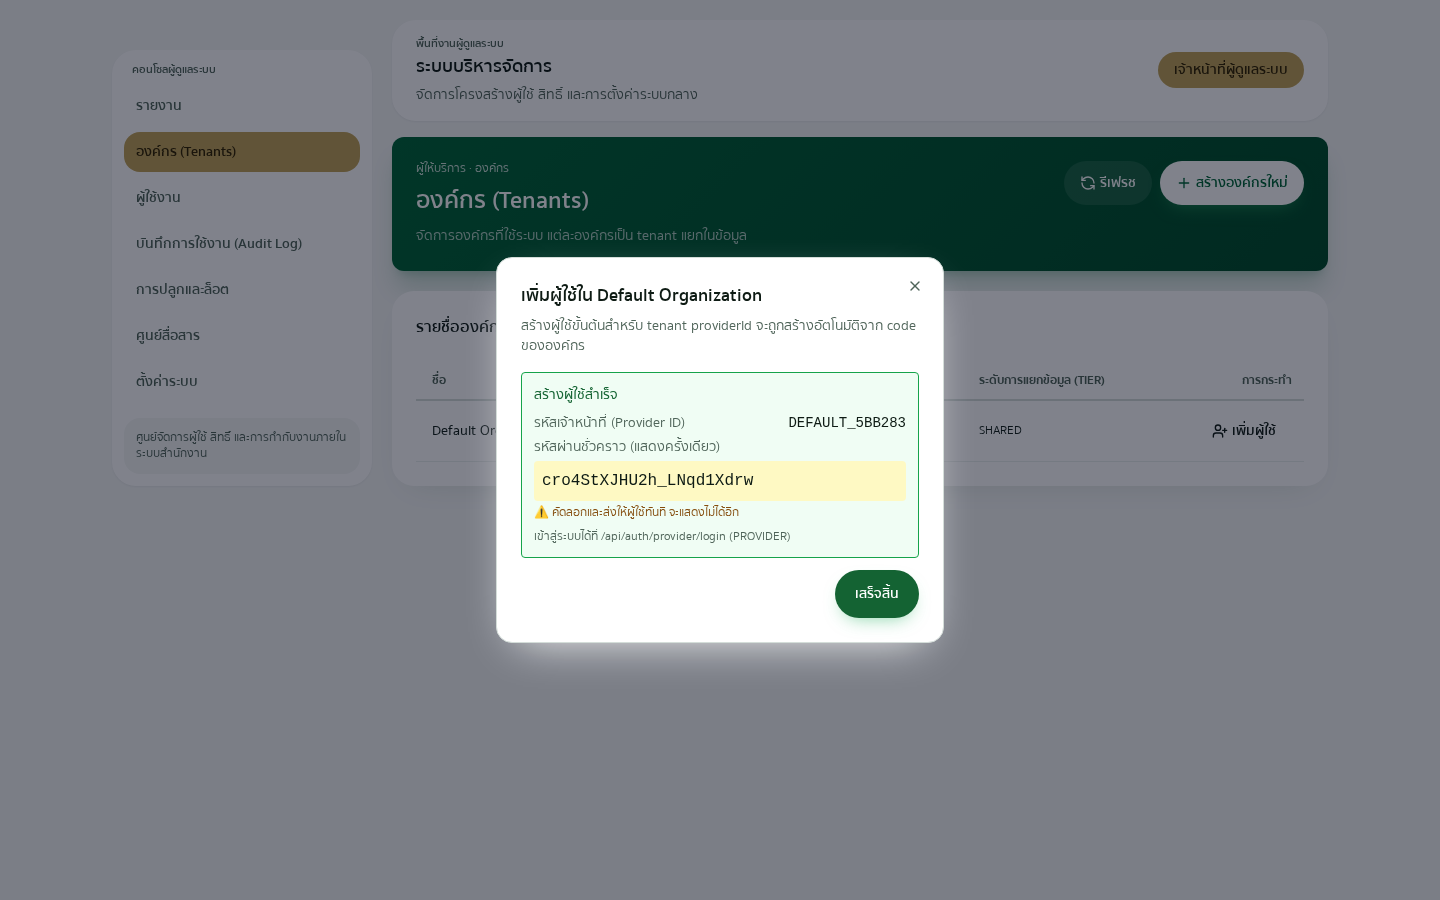 คอนโซลผู้ดูแลระบบ
รายงาน
องค์กร (Tenants)
ผู้ใช้งาน
บันทึกการใช้งาน (Audit Log)
การปลูกและล็อต
ศูนย์สื่อสาร
ตั้งค่าระบบ
ศูนย์จัดการผู้ใช้ สิทธิ์ และการกำกับงานภายใน
ระบบสำนักงาน
พื้นที่งานผู้ดูแลระบบ
ระบบบริหารจัดการ
จัดการโครงสร้างผู้ใช้ สิทธิ์ และการตั้งค่าระบบกลาง
เจ้าหน้าที่ผู้ดูแลระบบ
ผู้ให้บริการ · องค์กร
องค์กร (Tenants)
จัดการองค์กรที่ใช้ระบบ แต่ละองค์กรเป็น tenant แยกในข้อมูล
รีเฟรช
สร้างองค์กรใหม่
รายชื่อองค์ก
ชื่อ
ระดับการแยกข้อมูล (TIER)
การกระทำ
Default Or
SHARED
เพิ่มผู้ใช้
เพิ่มผู้ใช้ใน Default Organization
สร้างผู้ใช้ขั้นต้นสำหรับ tenant providerId จะถูกสร้างอัตโนมัติจาก code
ขององค์กร
สร้างผู้ใช้สำเร็จ
รหัสเจ้าหน้าที่ (Provider ID) DEFAULT_5BB283
รหัสผ่านชั่วคราว (แสดงครั้งเดียว)
cro4StXJHU2h_LNqd1Xdrw
⚠️ คัดลอกและส่งให้ผู้ใช้ทันที จะแสดงไม่ได้อีก
เข้าสู่ระบบได้ที่ /api/auth/provider/login (PROVIDER)
เสร็จสิ้น